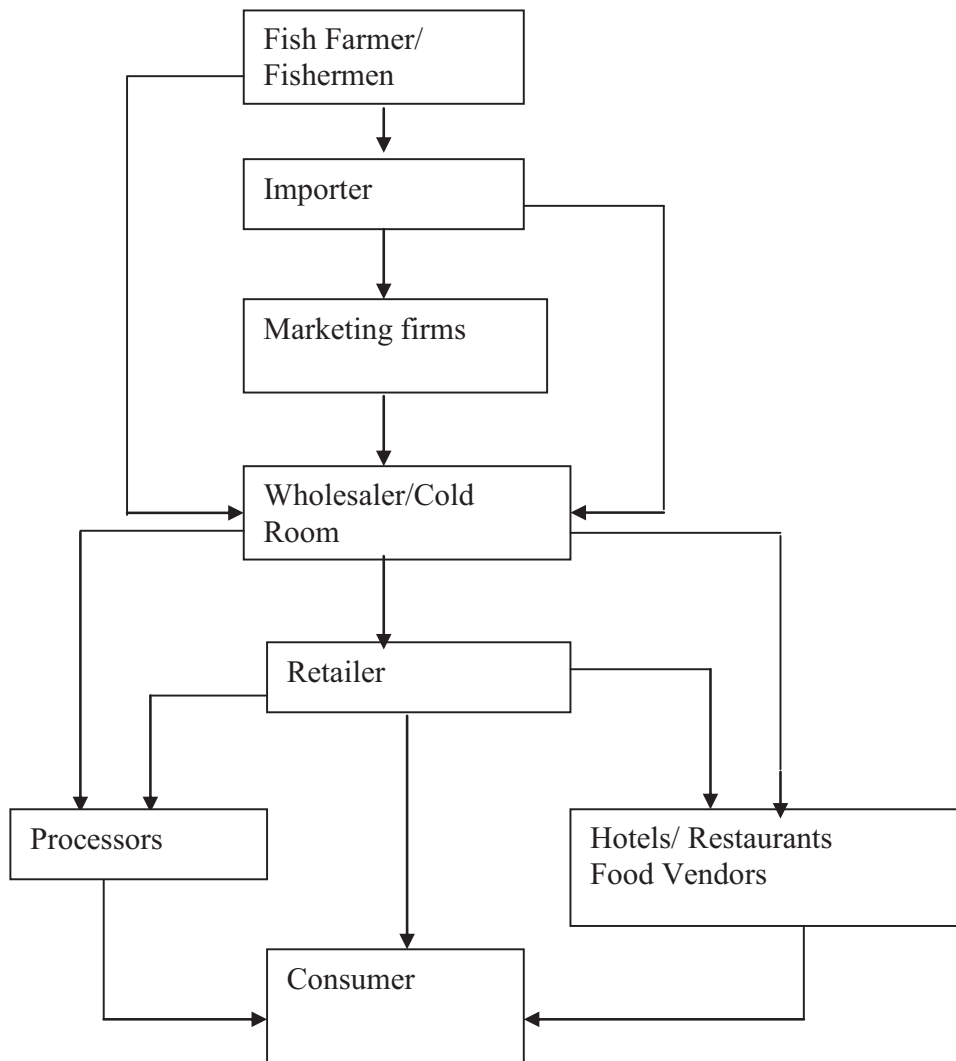 Fish Farmer/
Fishermen
Importer
Marketing firms
Wholesaler/Cold
Room
Retailer
Processors
Hotels/ Restaurants
Food Vendors
Consumer